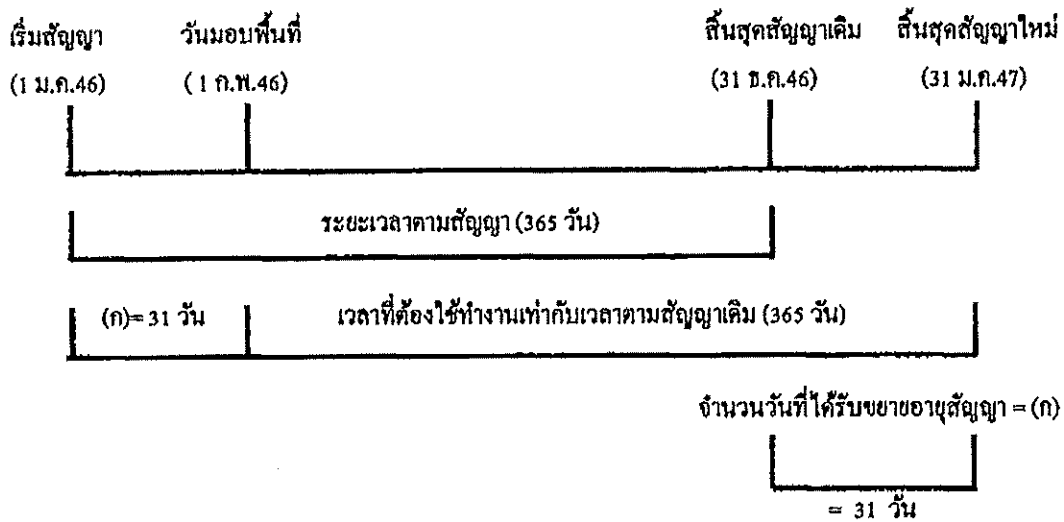 เริ่มสัญญา วันมอบพื้นที่ สิ้นสุดสัญญาเดิม สิ้นสุดสัญญาใหม่
(1 ม.ค.46) ( 1 ก.พ.46) (31 ธ.ค.46) (31 ม.ค.47)
ระยะเวลาตามสัญญา (365 วัน)
(ก)= 31 วัน เวลาที่ต้องใช้ทำงานเท่ากับเวลาตามสัญญาเดิม (365 วัน)
จำนวนวันที่ได้รับขยายอายุสัญญา = (ก)
= 31 วัน